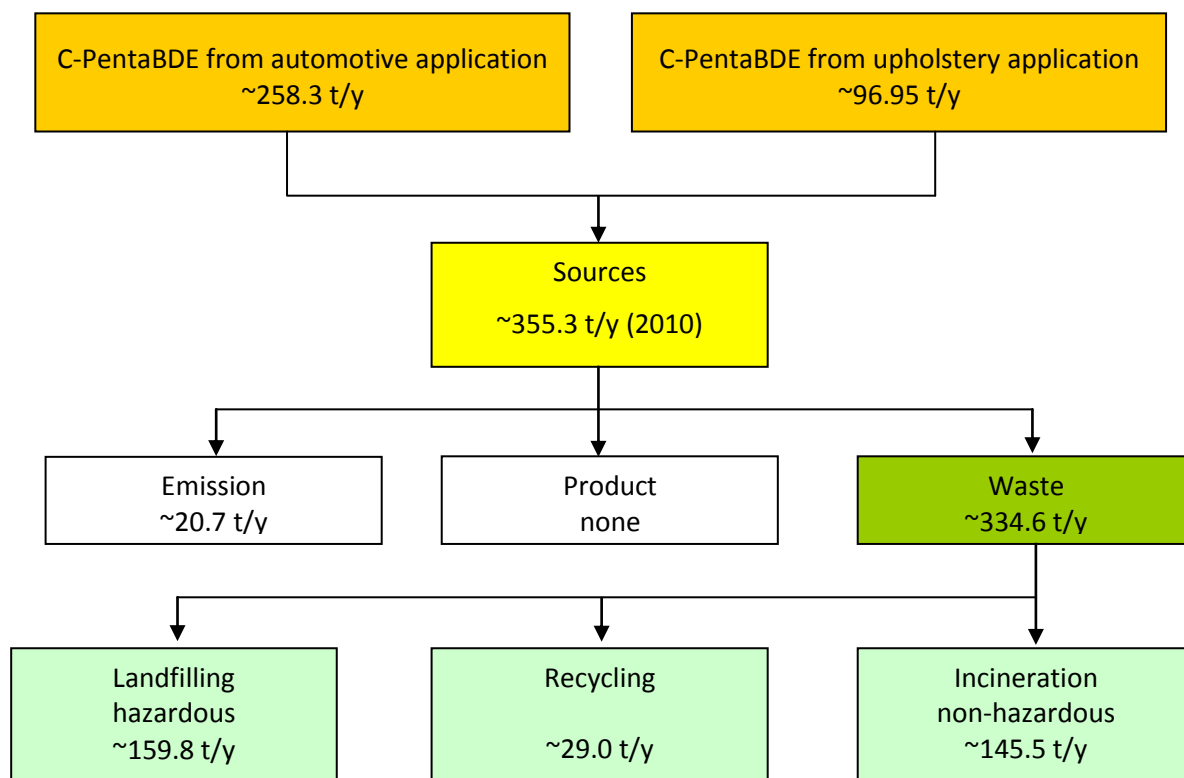 C-PentaBDE from automotive application
~258.3 t/y
C-PentaBDE from upholstery application
~96.95 t/y
Sources
~355.3 t/y (2010)
Emission
~20.7 t/y
Product
none
Waste
~334.6 t/y
Landfilling
hazardous
~159.8 t/y
Recycling
~29.0 t/y
Incineration
non-hazardous
~145.5 t/y